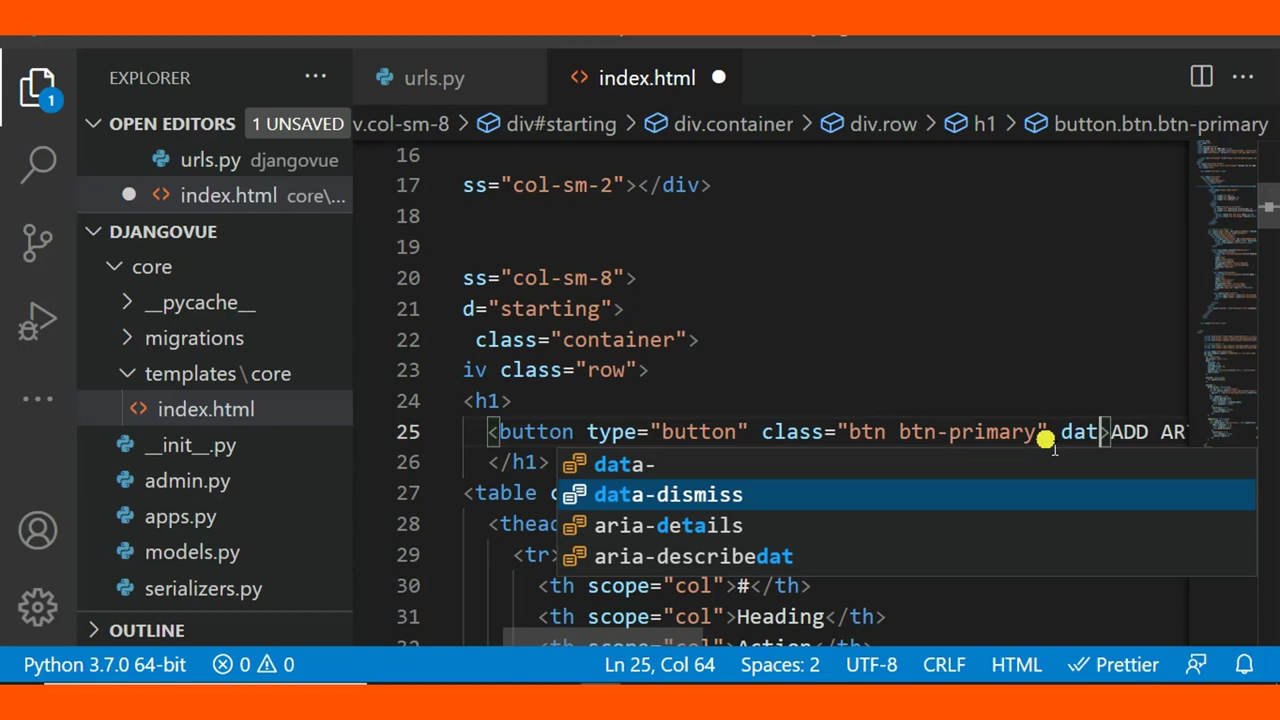 EXPLORER
urls.py
index.html
OPEN EDITORS
1 UNSAVED
v.col-sm-8 > div#starting > div.container > div.row > h1 > button.btn.btn-primary
urls.py djangovue
index.html core\...
DJANGOVUE
core
__pycache__
migrations
templates\core
index.html
__init__.py
admin.py
apps.py
models.py
serializers.py
OUTLINE
16
17 ss="col-sm-2"></div>
18
19
20 ss="col-sm-8">
21 d="starting">
22 class="container">
23 iv class="row">
24 <h1>
25 <button type="button" class="btn btn-primary" dat>ADD AR
26 </h1>
27 <table c
28 <thead
29 <tr>
30 <th scope="col">#</th>
31 <th scope="col">Heading</th>
32 <th scope="col">Action</th>
data-
data-dismiss
aria-details
aria-describedat
1
Python 3.7.0 64-bit
0
0
Ln 25, Col 64
Spaces: 2
UTF-8
CRLF
HTML
Prettier